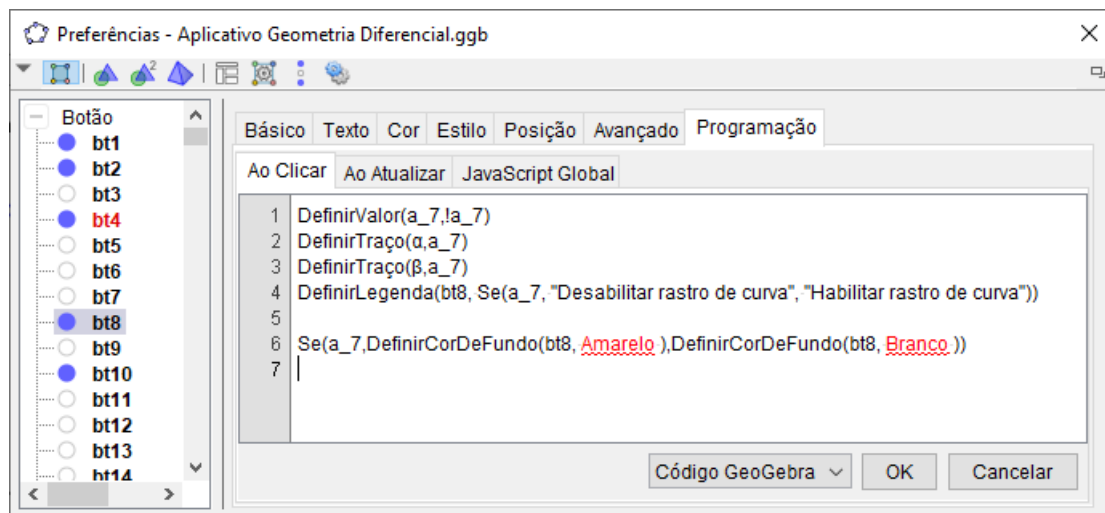 Preferências - Aplicativo Geometria Diferencial.ggb
Botão
bt1
bt2
bt3
bt4
bt5
bt6
bt7
bt8
bt9
bt10
bt11
bt12
bt13
bt14
Básico Texto Cor Estilo Posição Avançado Programação
Ao Clicar Ao Atualizar JavaScript Global
1 DefinirValor(a_7,!a_7)
2 DefinirTraço(α,a_7)
3 DefinirTraço(β,a_7)
4 DefinirLegenda(bt8, Se(a_7, "Desabilitar rastro de curva", "Habilitar rastro de curva"))
5
6 Se(a_7,DefinirCorDeFundo(bt8, Amarelo ),DefinirCorDeFundo(bt8, Branco ))
7
Código GeoGebra OK Cancelar